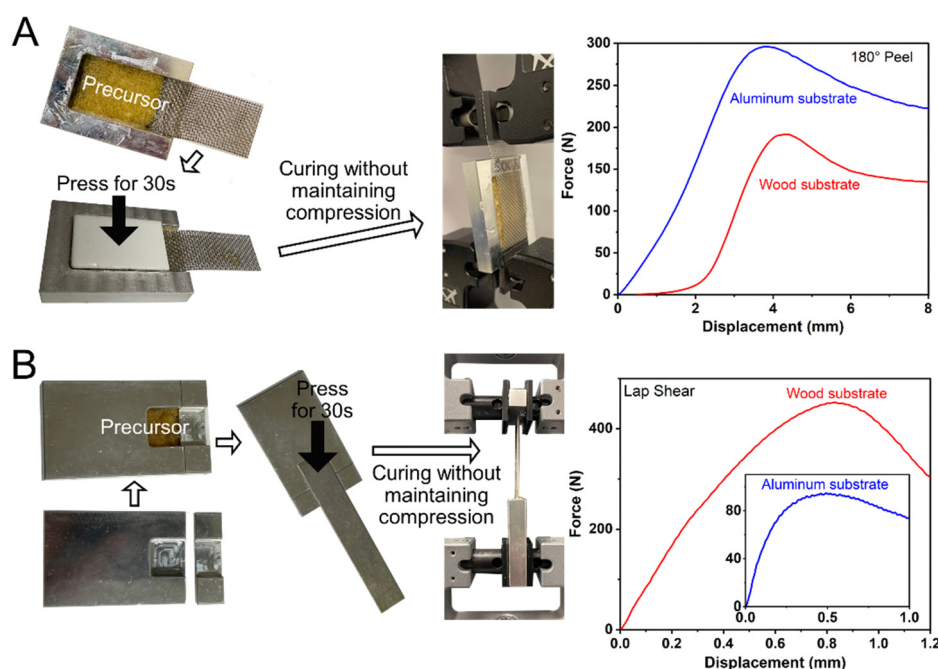 A
Precursor
Press for 30s
Curing without
maintaining
compression
180° Peel
Aluminum substrate
Wood substrate
Force (N)
300
250
200
150
100
50
0
0
2
4
6
8
Displacement (mm)
B
Precursor
Press
for 30s
Curing without
maintaining
compression
Lap Shear
Wood substrate
Aluminum substrate
Force (N)
400
200
0
80
40
0
0.0
0.5
1.0
0.0
0.2
0.4
0.6
0.8
1.0
1.2
Displacement (mm)